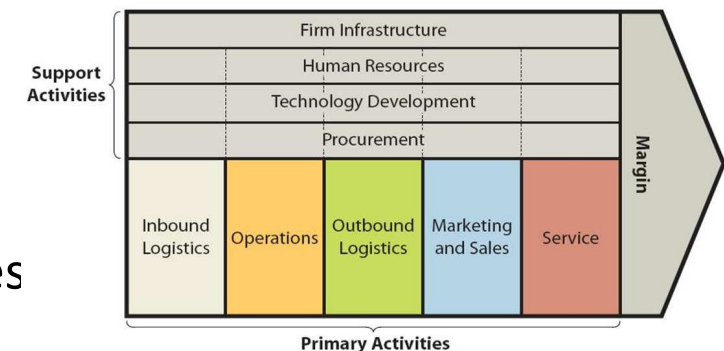 Firm Infrastructure
Human Resources
Support
Activities
Technology Development
Procurement
Margin
Inbound
Logistics
Operations
Outbound
Logistics
Marketing
and Sales
Service
es
Primary Activities